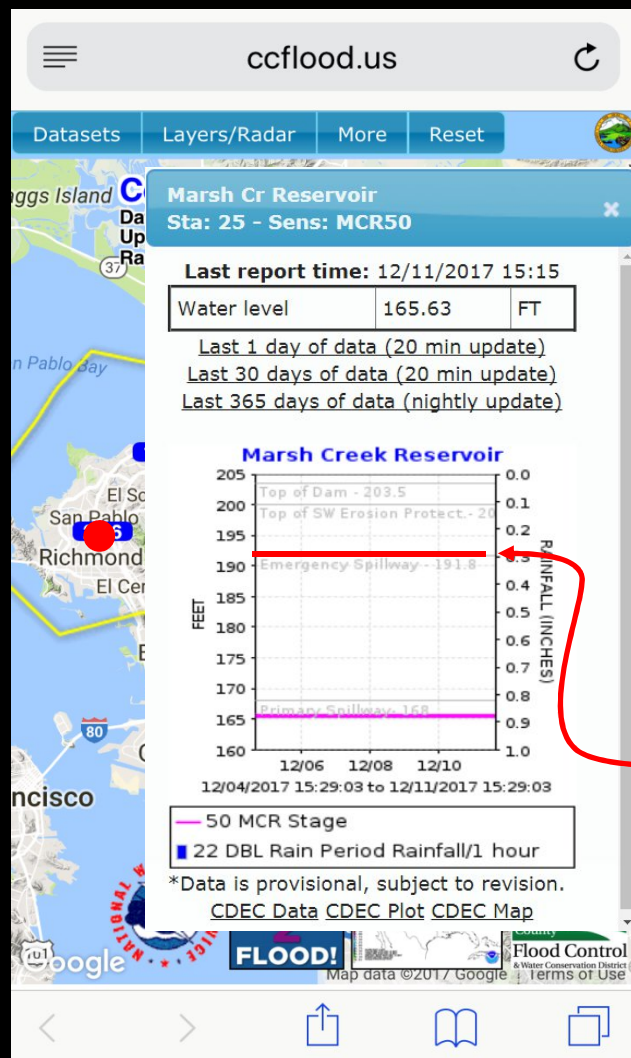 ccflood.us
Datasets Layers/Radar More Reset
ggs Island
37
Marsh Cr Reservoir
Sta: 25 - Sens: MCR50
×
Last report time: 12/11/2017 15:15
Water level 165.63 FT
Last 1 day of data (20 min update)
Last 30 days of data (20 min update)
Last 365 days of data (nightly update)
n Pablo Bay
El So
San Pablo
Richmond
El Cer
80
ncisco
Marsh Creek Reservoir
205 0.0
Top of Dam - 203.5
200 0.1
Top of SW Erosion Protect.- 20
195 0.2
0.3
190 Emergency Spillway - 191.8
0.4
185
0.5
180 0.6
175 0.7
170 0.8
Primary Spillway- 168
165 0.9
160 1.0
FEET
RAINFALL (INCHES)
12/06 12/08 12/10
12/04/2017 15:29:03 to 12/11/2017 15:29:03
50 MCR Stage
22 DBL Rain Period Rainfall/1 hour
*Data is provisional, subject to revision.
CDEC Data CDEC Plot CDEC Map
FLOOD!
County
Flood Control
& Water Conservation District
Map data ©2017 Google Terms of Use